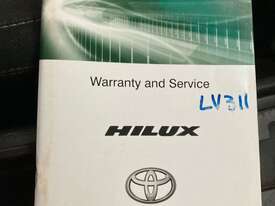 Warranty and Service
LV311
HILUX